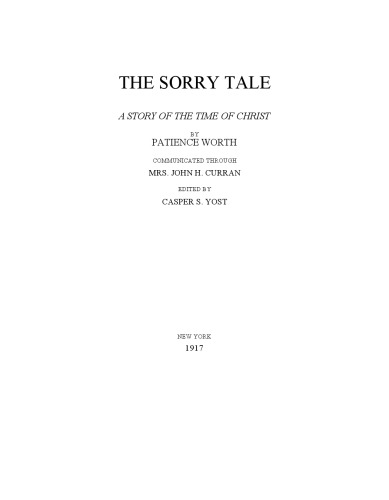 THE SORRY TALE
A STORY OF THE TIME OF CHRIST
BY
PATIENCE WORTH
COMMUNICATED THROUGH
MRS. JOHN H. CURRAN
EDITED BY
CASPER S. YOST
NEW YORK
1917